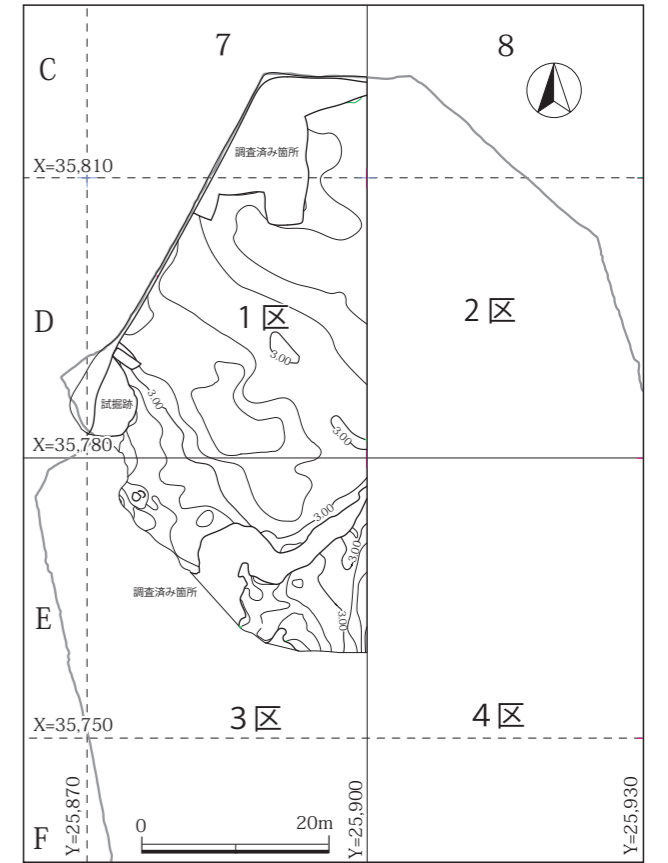 7
8
C
調査済み箇所
X=35,810
D
1区
2区
3.00
3.00
試掘跡
3.00
X=35,780
3.00
3.00
調査済み箇所
E
3.00
3区
4区
X=35,750
Y=25,870
Y=25,900
Y=25,930
0
20m
F